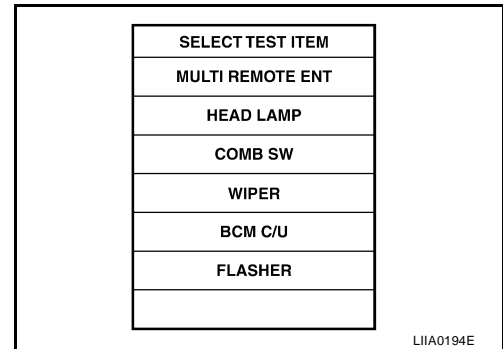 SELECT TEST ITEM
MULTI REMOTE ENT
HEAD LAMP
COMB SW
WIPER
BCM C/U
FLASHER
LIIA0194E